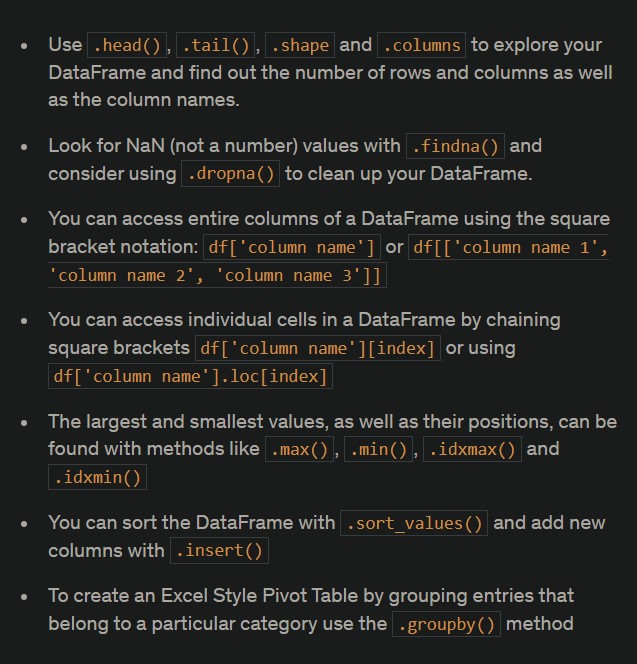 Use .head(), .tail(), .shape and .columns to explore your
DataFrame and find out the number of rows and columns as well
as the column names.
Look for NaN (not a number) values with .findna() and
consider using .dropna() to clean up your DataFrame.
You can access entire columns of a DataFrame using the square
bracket notation: df['column name'] or df[['column name 1',
'column name 2', 'column name 3']]
You can access individual cells in a DataFrame by chaining
square brackets df['column name'][index] or using
df['column name'].loc[index]
The largest and smallest values, as well as their positions, can be
found with methods like .max(), .min(), .idxmax() and
.idxmin()
You can sort the DataFrame with .sort_values() and add new
columns with .insert()
To create an Excel Style Pivot Table by grouping entries that
belong to a particular category use the .groupby() method